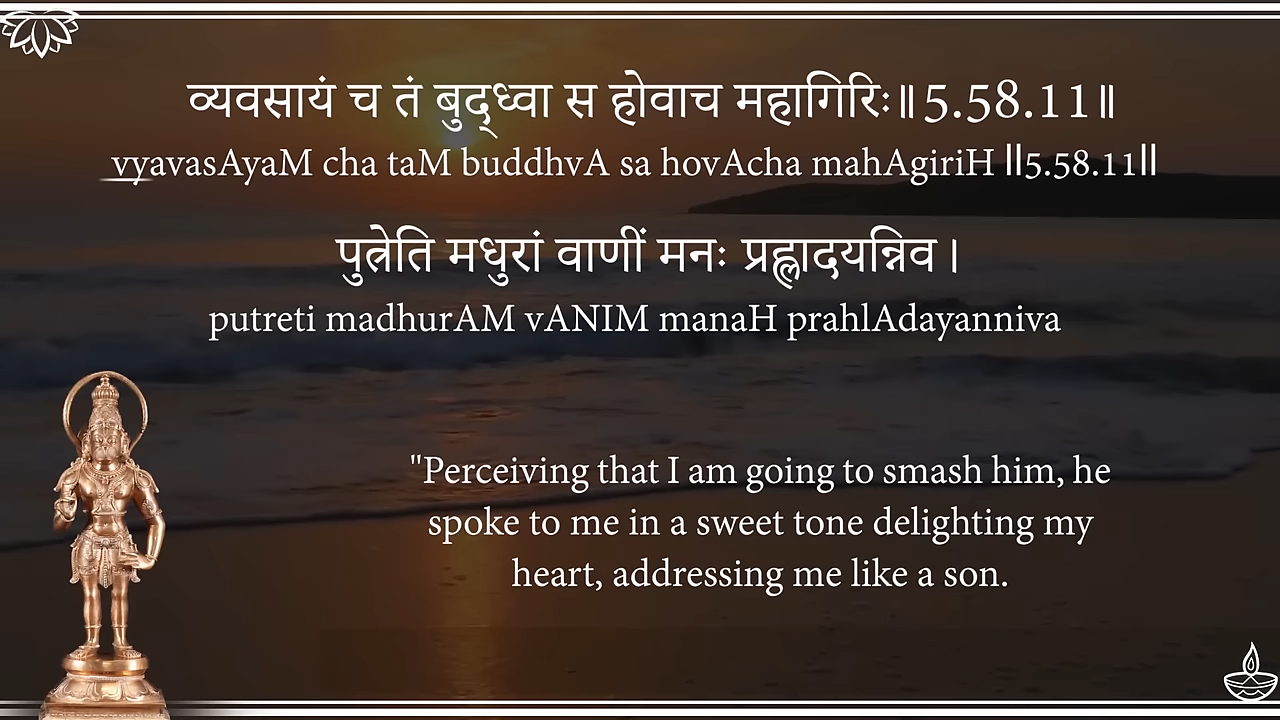 व्यवसायं च तं बुद्ध्वा स होवाच महागिरिः॥5.58.11॥
vyavasAyaM cha taM buddhvA sa hovAcha mahAgiriH ॥5.58.11॥
पुत्रेति मधुरां वाणीं मनः प्रह्लादयन्निव।
putreti madhurAM vANIM manaH prahlAdayanniva
"Perceiving that I am going to smash him, he
spoke to me in a sweet tone delighting my
heart, addressing me like a son.